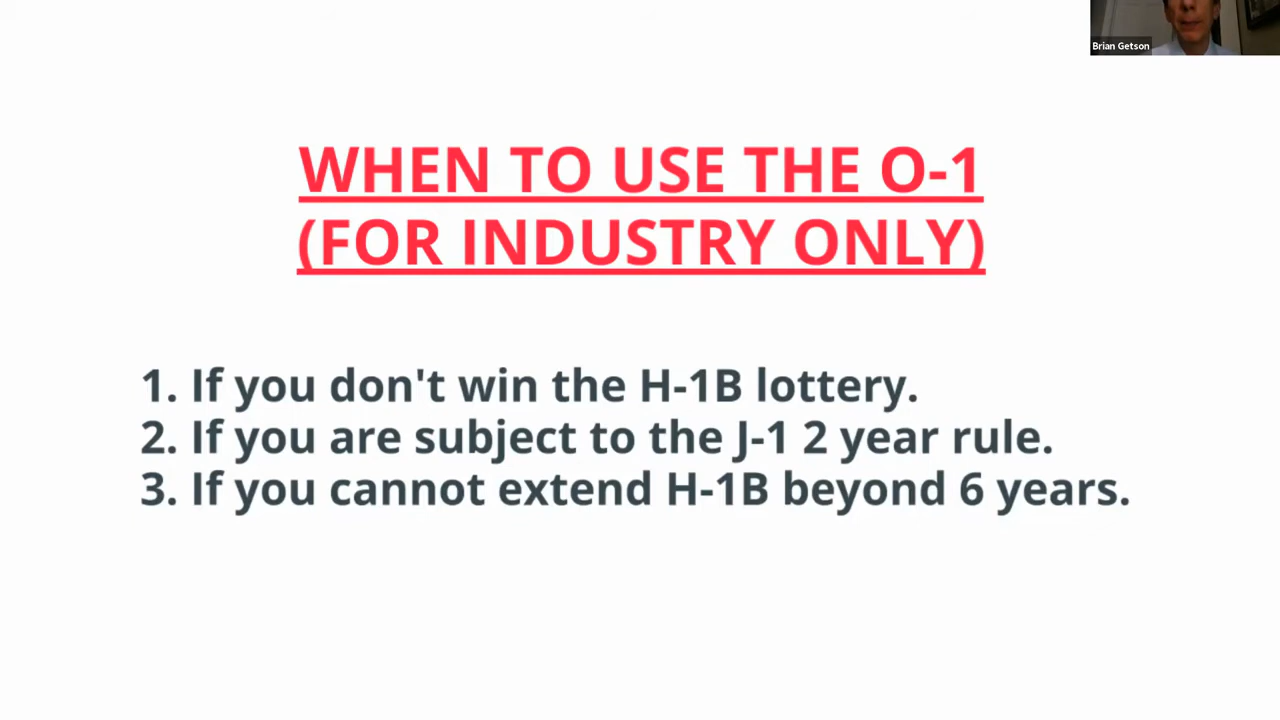 Brian Getson
WHEN TO USE THE O-1
(FOR INDUSTRY ONLY)
1. If you don't win the H-1B lottery.
2. If you are subject to the J-1 2 year rule.
3. If you cannot extend H-1B beyond 6 years.